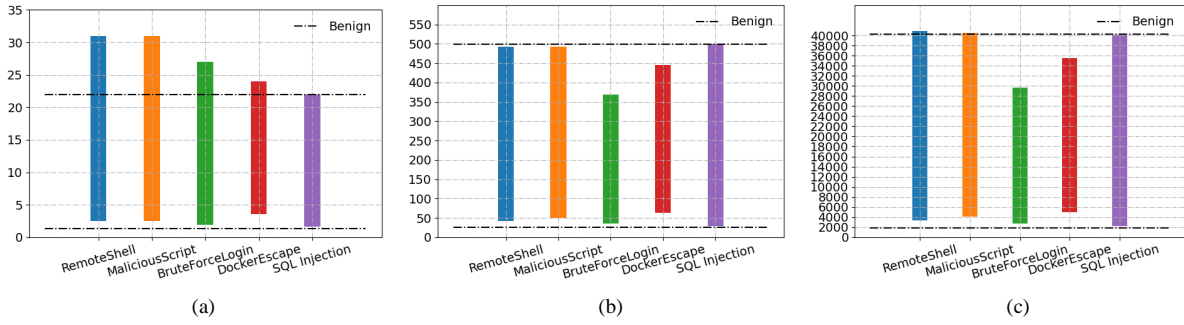 35
30
25
20
15
10
5
0
Benign
RemoteShell
MaliciousScript
BruteForceLogin
DockerEscape
SQL Injection
(a)
550
500
450
400
350
300
250
200
150
100
50
0
Benign
RemoteShell
MaliciousScript
BruteForceLogin
DockerEscape
SQL Injection
(b)
40000
38000
36000
34000
32000
30000
28000
26000
24000
22000
20000
18000
16000
14000
12000
10000
8000
6000
4000
2000
0
Benign
RemoteShell
MaliciousScript
BruteForceLogin
DockerEscape
SQL Injection
(c)